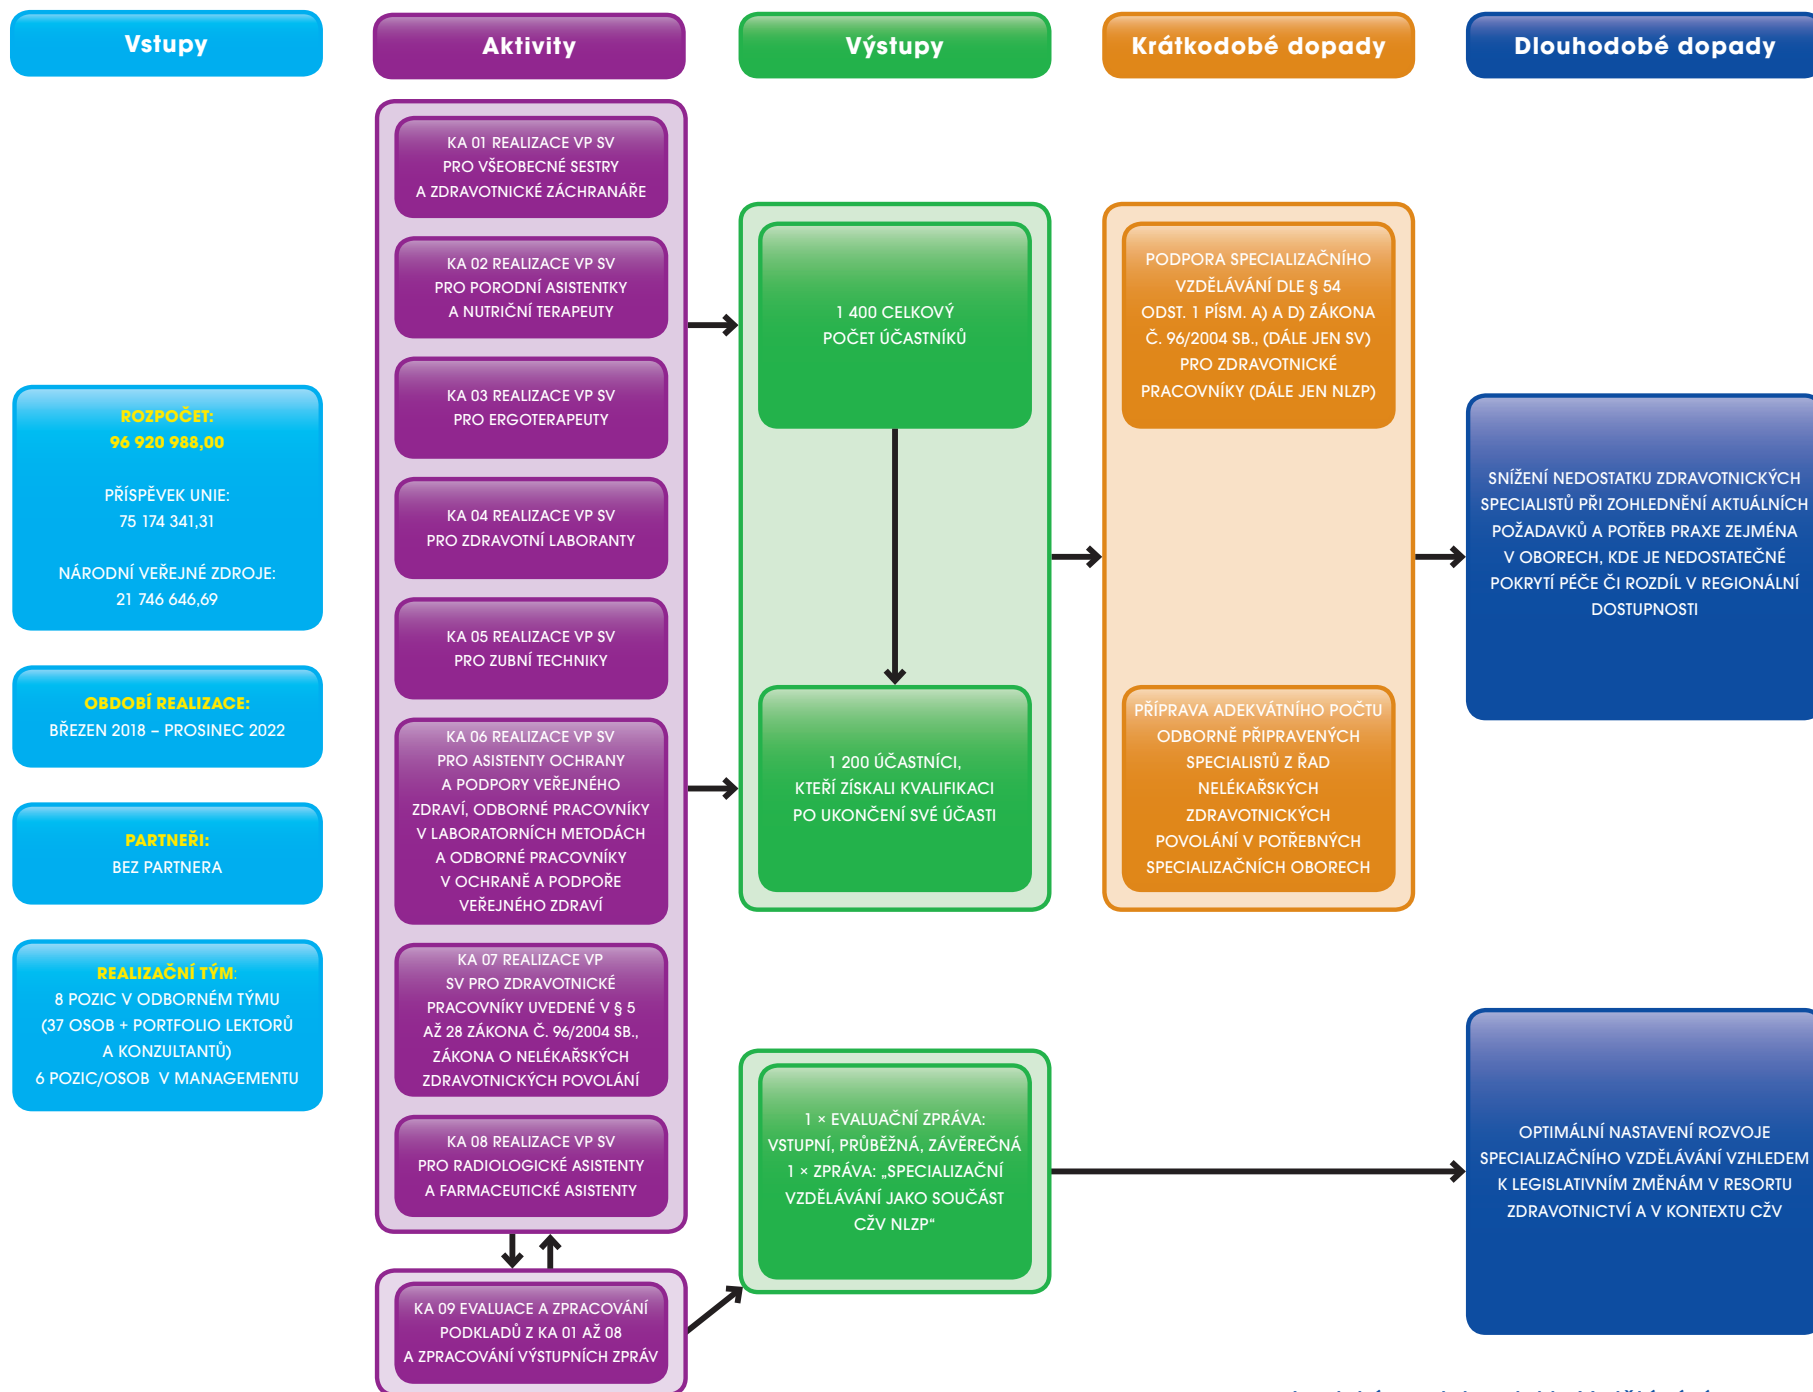 Vstupy
Aktivity
Výstupy
Krátkodobé dopady
Dlouhodobé dopady
ROZPOČET:
96 920 988,00
PŘÍSPĚVEK UNIE:
75 174 341,31
NÁRODNÍ VEŘEJNÉ ZDROJE:
21 746 646,69
OBDOBÍ REALIZACE:
BŘEZEN 2018 – PROSINEC 2022
PARTNEŘI:
BEZ PARTNERA
REALIZAČNÍ TÝM:
8 POZIC V ODBORNÉM TÝMU
(37 OSOB + PORTFOLIO LEKTORŮ
A KONZULTANTŮ)
6 POZIC/OSOB V MANAGEMENTU
KA 01 REALIZACE VP SV
PRO VŠEOBECNÉ SESTRY
A ZDRAVOTNICKÉ ZÁCHRANÁŘE
KA 02 REALIZACE VP SV
PRO PORODNÍ ASISTENTKY
A NUTRIČNÍ TERAPEUTY
KA 03 REALIZACE VP SV
PRO ERGOTERAPEUTY
KA 04 REALIZACE VP SV
PRO ZDRAVOTNÍ LABORANTY
KA 05 REALIZACE VP SV
PRO ZUBNÍ TECHNIKY
KA 06 REALIZACE VP SV
PRO ASISTENTY OCHRANY
A PODPORY VEŘEJNÉHO
ZDRAVÍ, ODBORNÉ PRACOVNÍKY
V LABORATORNÍCH METODÁCH
A ODBORNÉ PRACOVNÍKY
V OCHRANĚ A PODPOŘE
VEŘEJNÉHO ZDRAVÍ
KA 07 REALIZACE VP
SV PRO ZDRAVOTNICKÉ
PRACOVNÍKY UVEDENÉ V § 5
AŽ 28 ZÁKONA Č. 96/2004 SB.,
ZÁKONA O NELÉKAŘSKÝCH
ZDRAVOTNICKÝCH POVOLÁNÍ
KA 08 REALIZACE VP SV
PRO RADIOLOGICKÉ ASISTENTY
A FARMACEUTICKÉ ASISTENTY
KA 09 EVALUACE A ZPRACOVÁNÍ
PODKLADŮ Z KA 01 AŽ 08
A ZPRACOVÁNÍ VÝSTUPNÍCH ZPRÁV
1 400 CELKOVÝ
POČET ÚČASTNÍKŮ
1 200 ÚČASTNÍCI,
KTEŘÍ ZÍSKALI KVALIFIKACI
PO UKONČENÍ SVÉ ÚČASTI
1 × EVALUAČNÍ ZPRÁVA:
VSTUPNÍ, PRŮBĚŽNÁ, ZÁVĚREČNÁ
1 × ZPRÁVA: „SPECIALIZAČNÍ
VZDĚLÁVÁNÍ JAKO SOUČÁST
CŽV NLZP“
PODPORA SPECIALIZAČNÍHO
VZDĚLÁVÁNÍ DLE § 54
ODST. 1 PÍSM. A) A D) ZÁKONA
Č. 96/2004 SB., (DÁLE JEN SV)
PRO ZDRAVOTNICKÉ
PRACOVNÍKY (DÁLE JEN NLZP)
PŘÍPRAVA ADEKVÁTNÍHO POČTU
ODBORNĚ PŘIPRAVENÝCH
SPECIALISTŮ Z ŘAD
NELÉKAŘSKÝCH
ZDRAVOTNICKÝCH
POVOLÁNÍ V POTŘEBNÝCH
SPECIALIZAČNÍCH OBORECH
SNÍŽENÍ NEDOSTATKU ZDRAVOTNICKÝCH
SPECIALISTŮ PŘI ZOHLEDNĚNÍ AKTUÁLNÍCH
POŽADAVKŮ A POTŘEB PRAXE ZEJMÉNA
V OBORECH, KDE JE NEDOSTATEČNÉ
POKRYTÍ PÉČE ČI ROZDÍL V REGIONÁLNÍ
DOSTUPNOSTI
OPTIMÁLNÍ NASTAVENÍ ROZVOJE
SPECIALIZAČNÍHO VZDĚLÁVÁNÍ VZHLEDEM
K LEGISLATIVNÍM ZMĚNÁM V RESORTU
ZDRAVOTNICTVÍ A V KONTEXTU CŽV